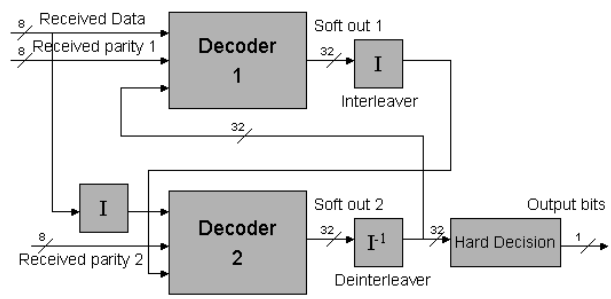 8 Received Data
8 Received parity 1
Decoder
1
Soft out 1
32
I
Interleaver
32
I
8
Received parity 2
Decoder
2
Soft out 2
32
I-1
Deinterleaver
32
Hard Decision
Output bits
1